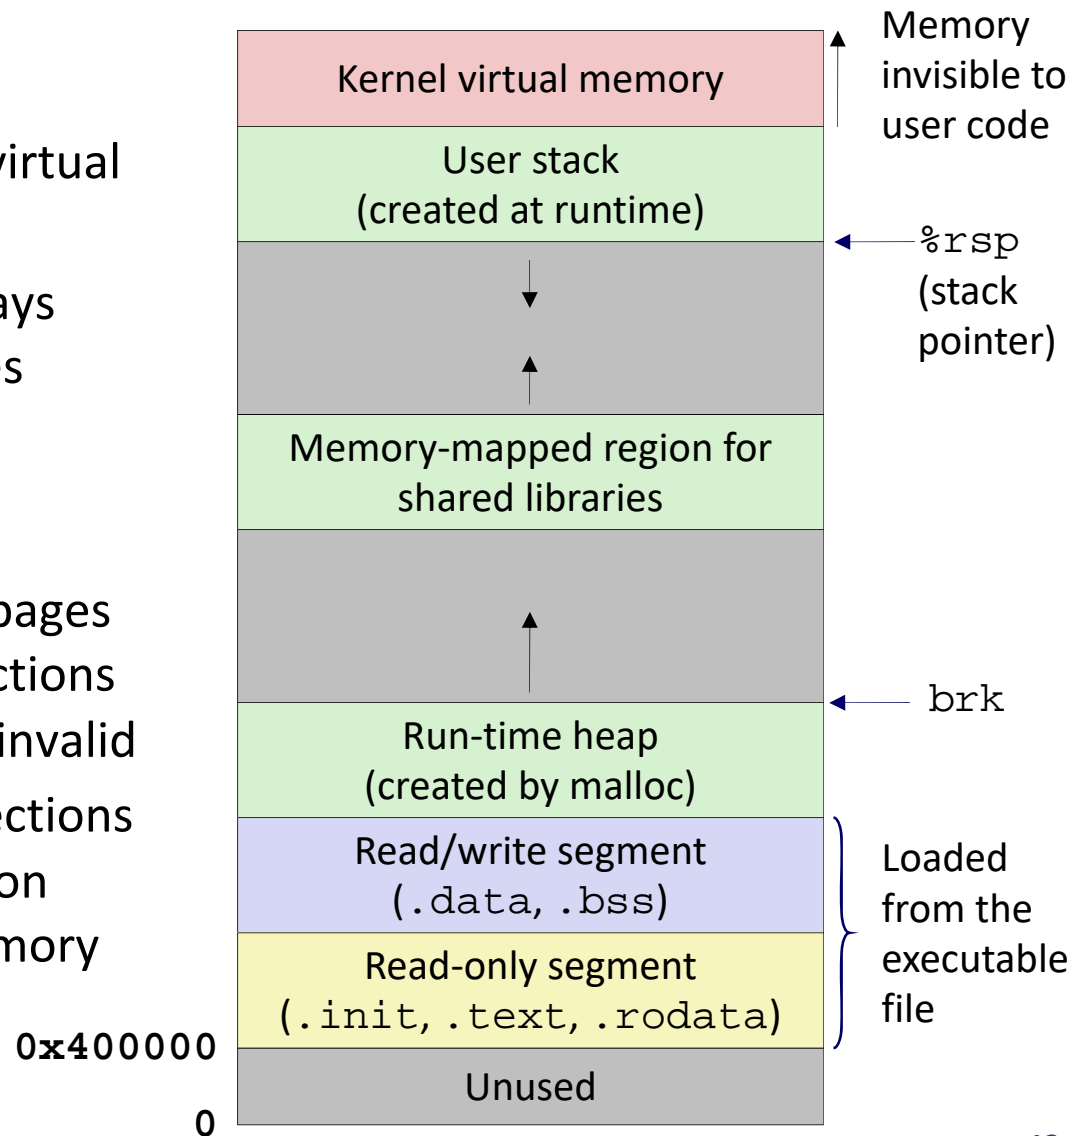 virtual
ays
es
pages
ctions
invalid
ections
on
mory
0x400000
0
Kernel virtual memory
User stack
(created at runtime)
Memory-mapped region for
shared libraries
Run-time heap
(created by malloc)
Read/write segment
(.data, .bss)
Read-only segment
(.init, .text, .rodata)
Unused
Memory
invisible to
user code
%rsp
(stack
pointer)
brk
Loaded
from the
executable
file